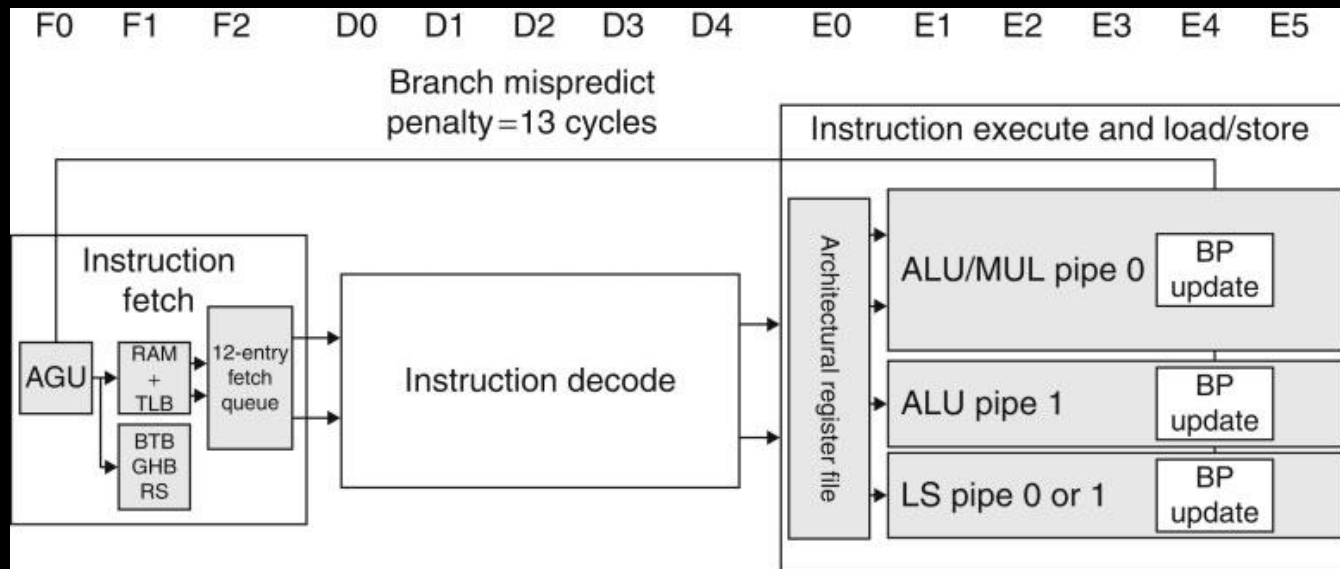 F0 F1 F2 D0 D1 D2 D3 D4 E0 E1 E2 E3 E4 E5
Branch mispredict
penalty=13 cycles
Instruction execute and load/store
Instruction
fetch
AGU
RAM
+
TLB
BTB
GHB
RS
12-entry
fetch
queue
Instruction decode
Architectural register file
ALU/MUL pipe 0
BP
update
ALU pipe 1
BP
update
LS pipe 0 or 1
BP
update